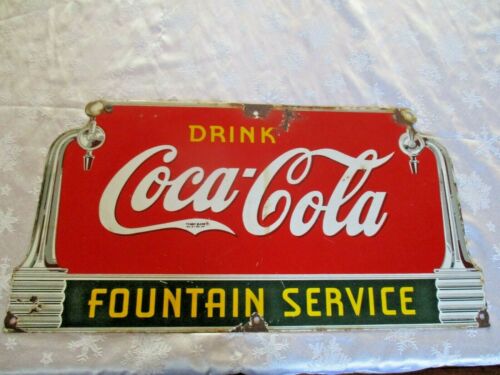 DRINK
Coca-Cola
FOUNTAIN SERVICE